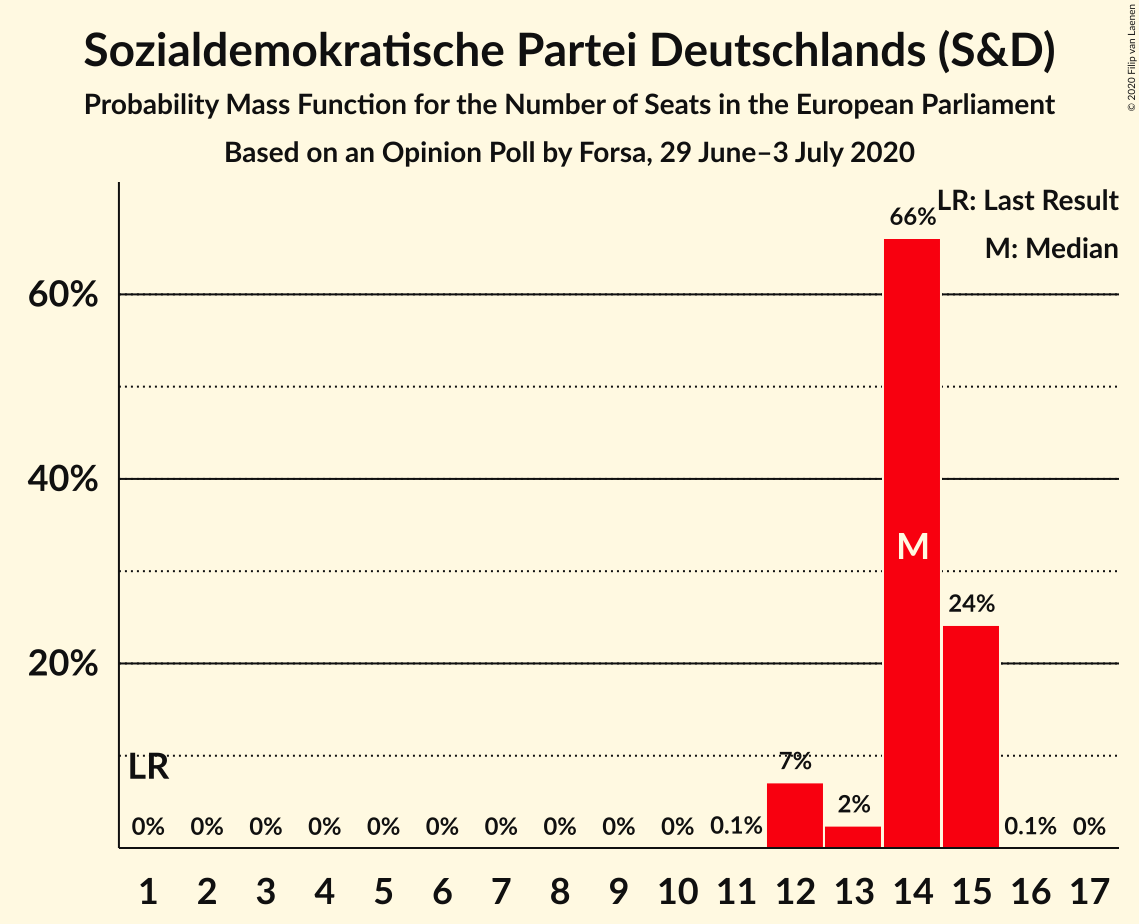 Sozialdemokratische Partei Deutschlands (S&D)
Probability Mass Function for the Number of Seats in the European Parliament
Based on an Opinion Poll by Forsa, 29 June–3 July 2020
© 2020 Filip van Laenen
LR: Last Result
M: Median
60%
40%
20%
LR
M
0% 0% 0% 0% 0% 0% 0% 0% 0% 0% 0.1% 7% 2% 66% 24% 0.1% 0%
1 2 3 4 5 6 7 8 9 10 11 12 13 14 15 16 17